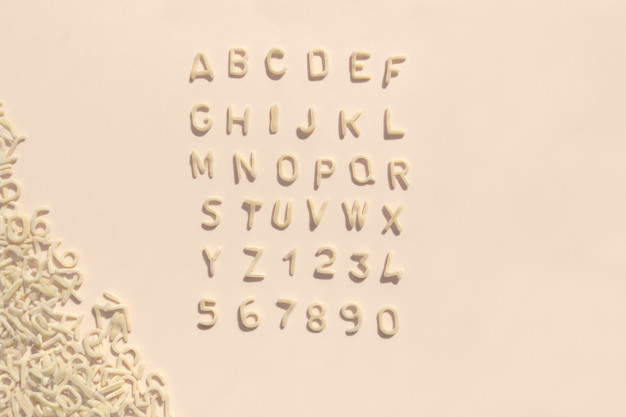 ABCDEF
GHIJKL
MNOPQR
STUVWX
YZ1234
567890